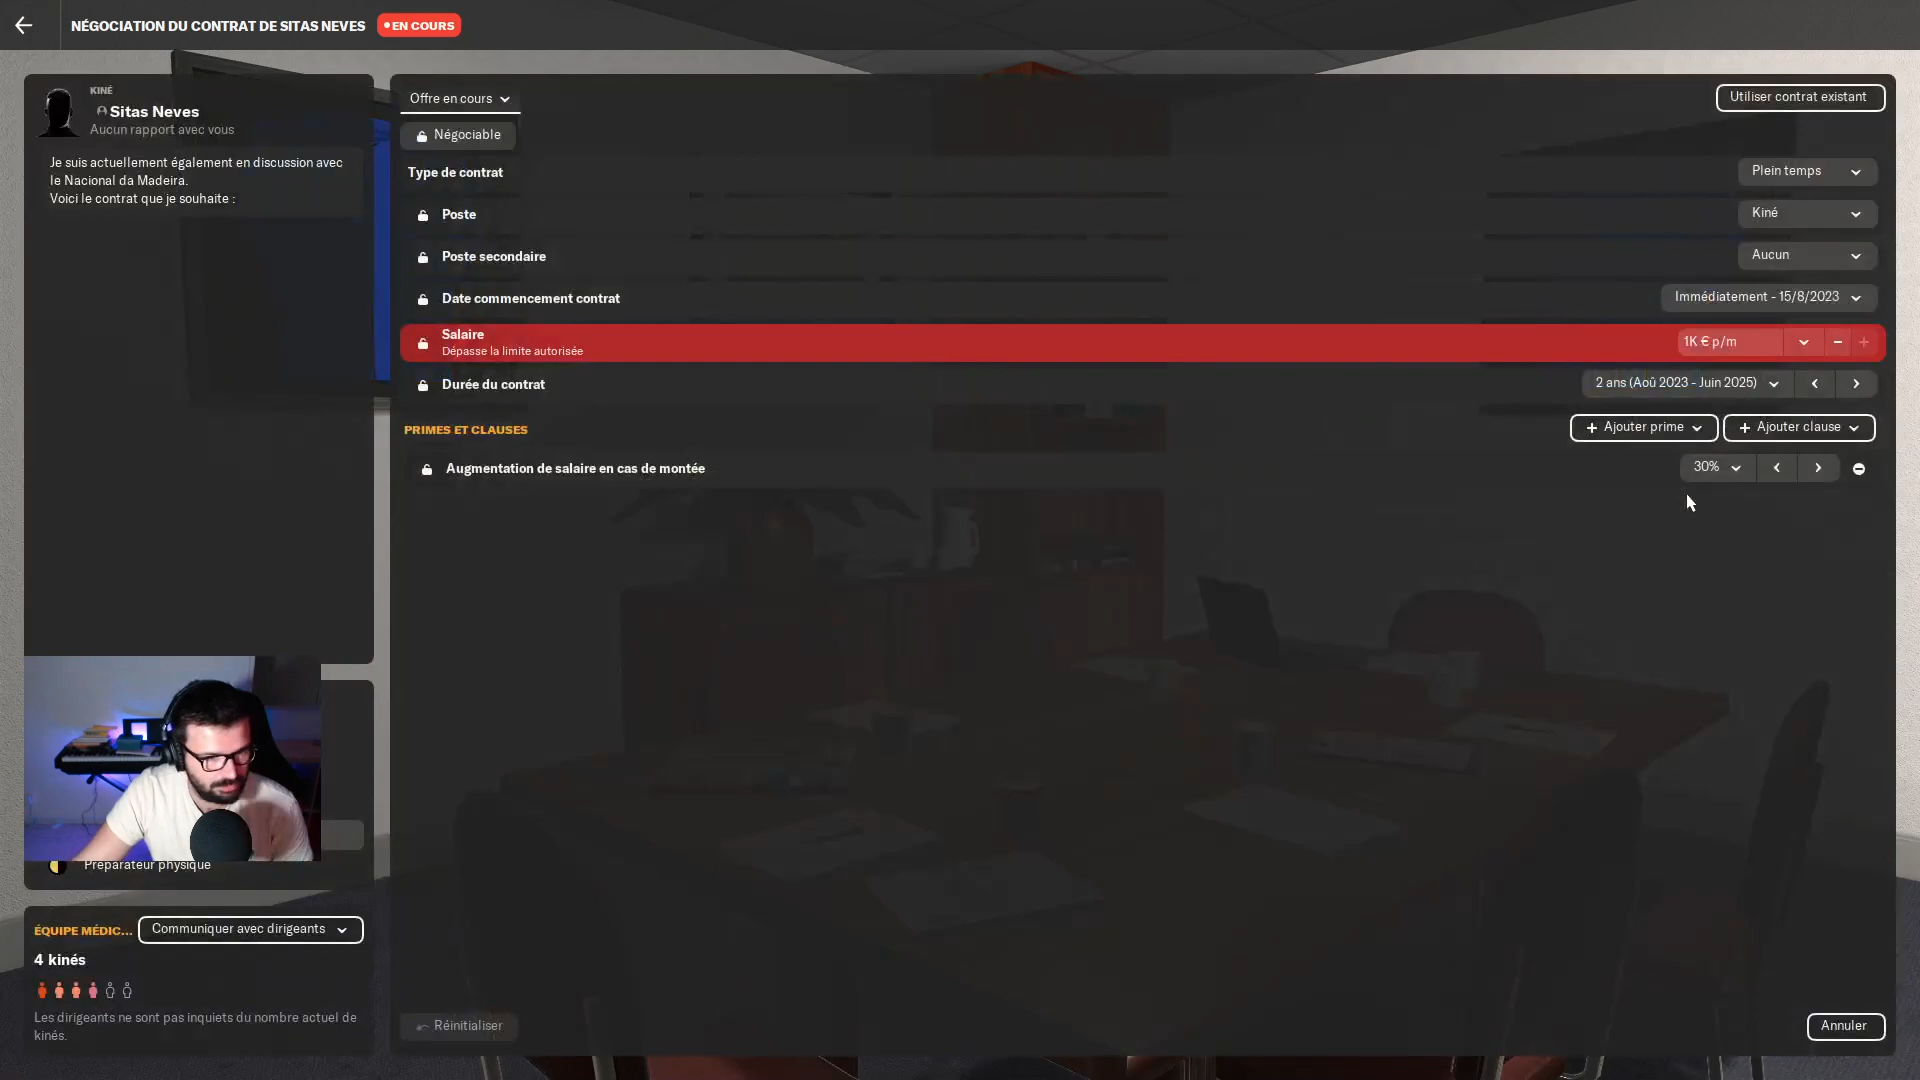 NÉGOCIATION DU CONTRAT DE SITAS NEVES
EN COURS
KINÉ
Sitas Neves
Aucun rapport avec vous
Je suis actuellement également en discussion avec
le Nacional da Madeira.
Voici le contrat que je souhaite :
Offre en cours
Utiliser contrat existant
Négociable
Type de contrat
Plein temps
Poste
Kiné
Poste secondaire
Aucun
Date commencement contrat
Immédiatement - 15/8/2023
Salaire
Dépasse la limite autorisée
1K € p/m
Durée du contrat
2 ans (Aoû 2023 - Juin 2025)
PRIMES ET CLAUSES
+ Ajouter prime
+ Ajouter clause
Augmentation de salaire en cas de montée
30%
Préparateur physique
ÉQUIPE MÉDIC...
Communiquer avec dirigeants
4 kinés
Les dirigeants ne sont pas inquiets du nombre actuel de
kinés.
Réinitialiser
Annuler